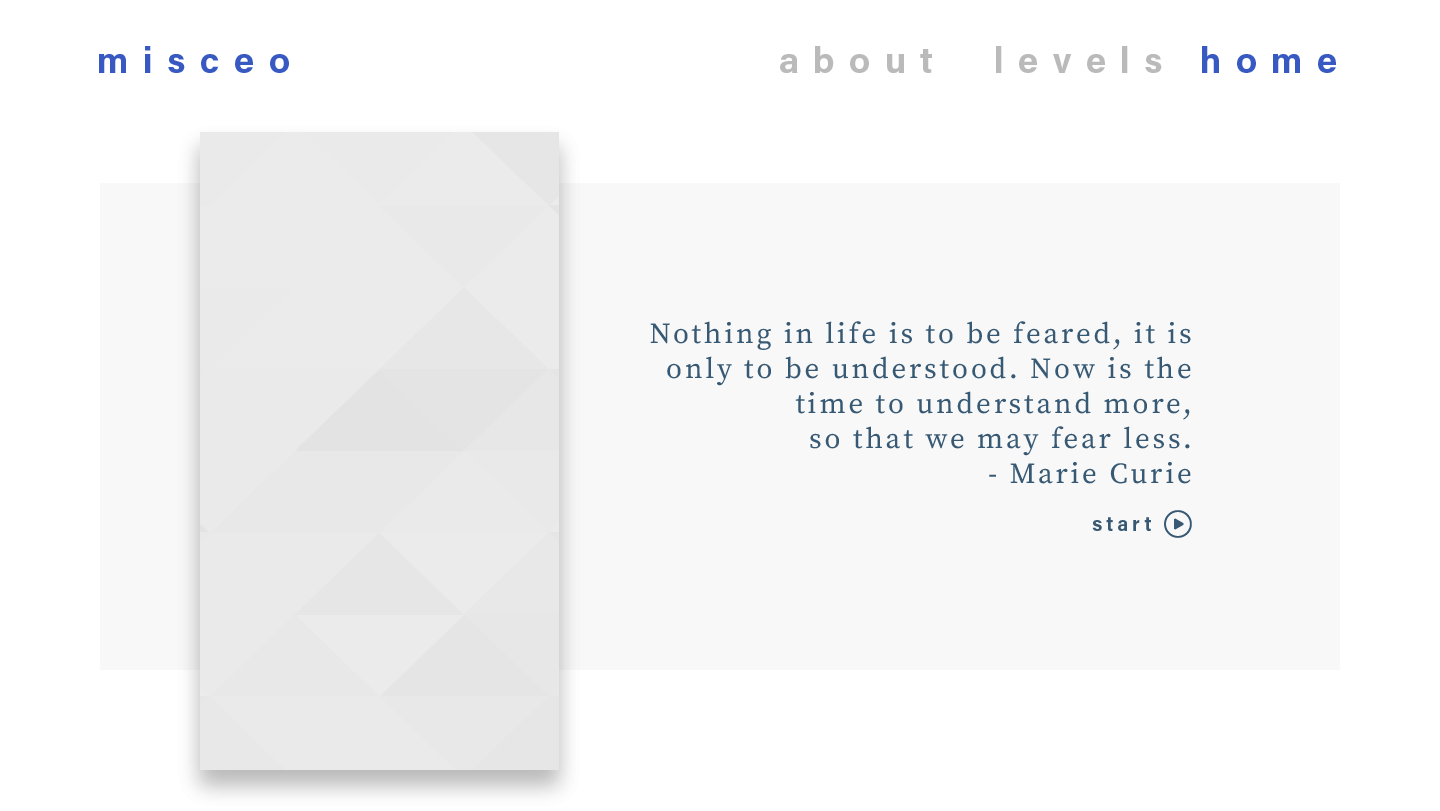 misceo
about levels home
Nothing in life is to be feared, it is
only to be understood. Now is the
time to understand more,
so that we may fear less.
- Marie Curie
start